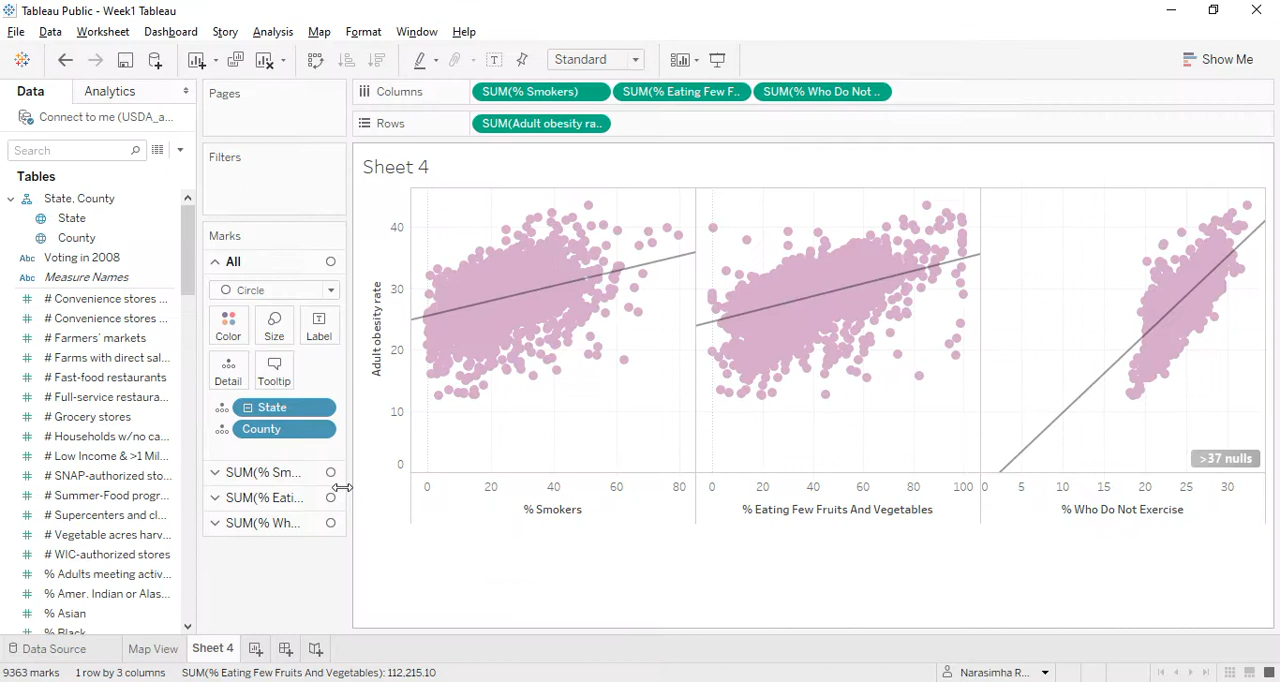 Tableau Public - Week1 Tableau
File Data Worksheet Dashboard Story Analysis Map Format Window Help
Standard
Show Me
Data Analytics
Connect to me (USDA_a...
Search
Tables
State, County
State
County
Abc Voting in 2008
Abc Measure Names
# Convenience stores ...
# Convenience stores ...
# Farmers' markets
# Farms with direct sal...
# Fast-food restaurants
# Full-service restaura...
# Grocery stores
# Households w/no ca...
# Low Income & >1 Mil...
# SNAP-authorized sto...
# Summer-Food progr...
# Supercenters and cl...
# Vegetable acres harv...
# WIC-authorized stores
% Adults meeting activ...
% Amer. Indian or Alas...
% Asian
% Black
Pages
Filters
Marks
All
Circle
Color Size Label
Detail Tooltip
State
County
SUM(% Sm...
SUM(% Eati...
SUM(% Wh...
Columns SUM(% Smokers) SUM(% Eating Few F.. SUM(% Who Do Not ..
Rows SUM(Adult obesity ra..
Sheet 4
Adult obesity rate
40
30
20
10
0
>37 nulls
0 20 40 60 80 0 20 40 60 80 100 0 5 10 15 20 25 30
% Smokers % Eating Few Fruits And Vegetables % Who Do Not Exercise
Data Source Map View Sheet 4
9363 marks 1 row by 3 columns SUM(% Eating Few Fruits And Vegetables): 112,215.10 Narasimha R...